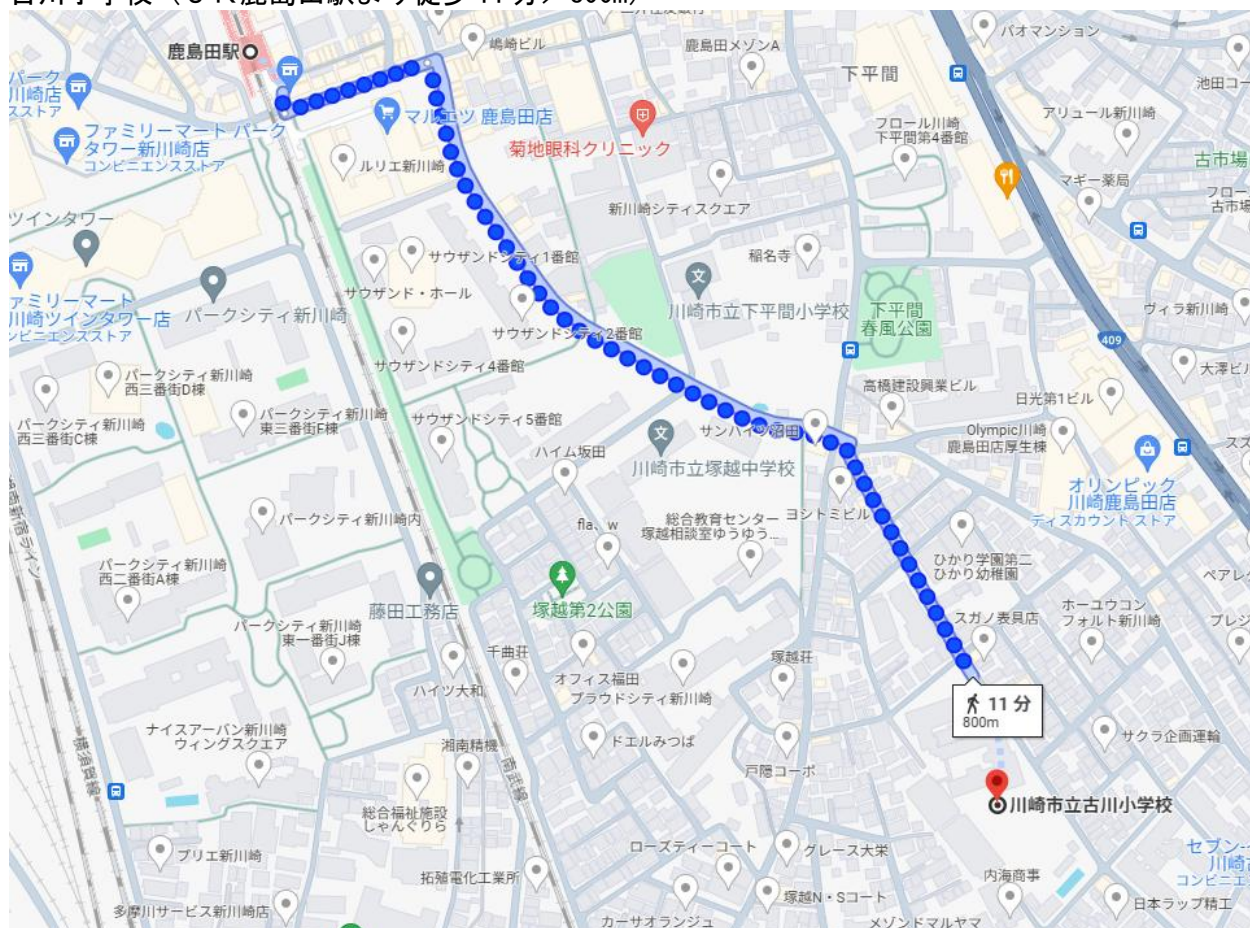 鹿島田駅
嶋崎ビル
鹿島田メゾンA
下平間
パオマンション
マルエツ 鹿島田店
菊地眼科クリニック
フロール川崎
下平間第4番館
アリュール新川崎
ファミリーマート パーク
タワー新川崎店
コンビニエンスストア
ルリエ新川崎
マギー薬局
古市場
新川崎シティスクエア
ツインタワー
サウザンドシティ1番館
稲名寺
サウザンド・ホール
川崎市立下平間小学校
下平間
春風公園
ヴィラ新川崎
ァミリーマート
川崎ツインタワー店
ンビニエンスストア
パークシティ新川崎
サウザンドシティ2番館
409
サウザンドシティ4番館
パークシティ新川崎
西三番街D棟
高橋建設興業ビル
日光第1ビル
パークシティ新川崎
西三番街C棟
パークシティ新川崎
東三番街F棟
サウザンドシティ5番館
サンハイツ沼田
Olympic川崎
鹿島田店厚生棟
ハイム坂田
川崎市立塚越中学校
オリンピック
川崎鹿島田店
ディスカウント ストア
パークシティ新川崎内
fla、w
総合教育センター
塚越相談室ゆうゆう...
ヨシトミビル
湘南新宿ライン
パークシティ新川崎
西二番街A棟
ひかり学園第二
ひかり幼稚園
藤田工務店
塚越第2公園
パークシティ新川崎
東一番街J棟
スガノ表具店
ホーユウコン
フォルト新川崎
千曲荘
ハイツ大和
オフィス福田
プラウドシティ新川崎
塚越荘
11 分
800m
ナイスアーバン新川崎
ウィングスクエア
湘南精機
ドエルみつば
サクラ企画運輸
横須賀線
南武線
戸隠コーポ
川崎市立古川小学校
総合福祉施設
しゃんぐりら
ブリエ新川崎
ローズティーコート
グレース大栄
拓殖電化工業所
内海商事
多摩川サービス新川崎店
カーサオランジュ
塚越N・Sコート
メゾンドマルヤマ
日本ラップ精工